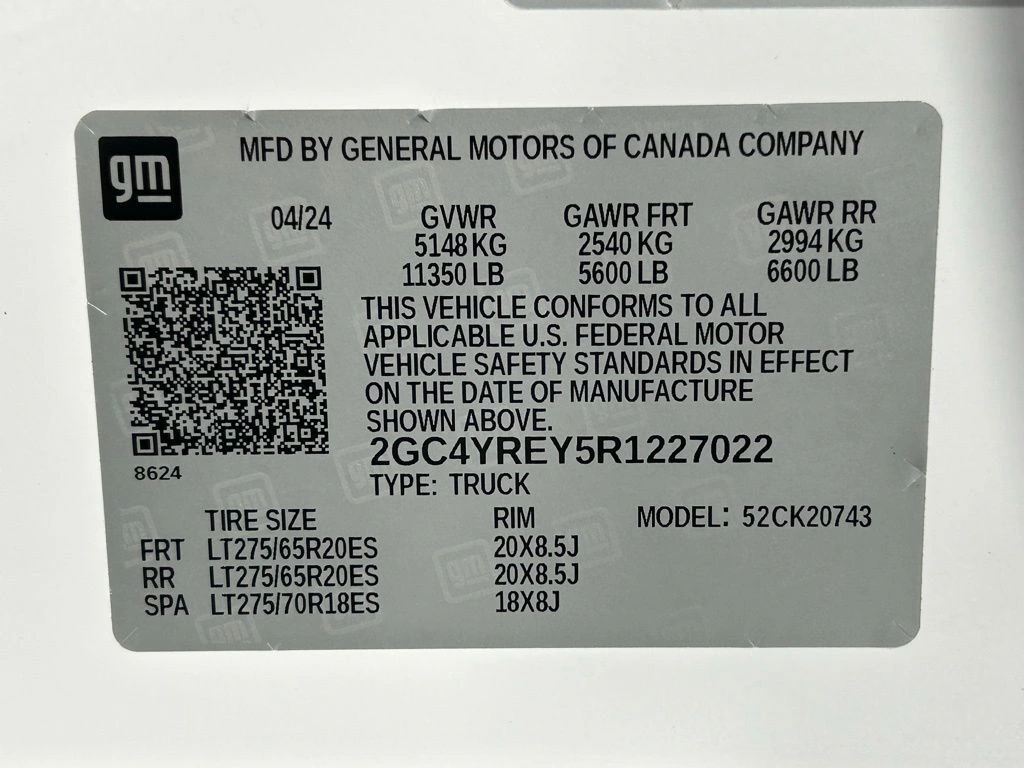 gm
MFD BY GENERAL MOTORS OF CANADA COMPANY
04/24 GVWR GAWR FRT GAWR RR
5148 KG 2540 KG 2994 KG
11350 LB 5600 LB 6600 LB
THIS VEHICLE CONFORMS TO ALL
APPLICABLE U.S. FEDERAL MOTOR
VEHICLE SAFETY STANDARDS IN EFFECT
ON THE DATE OF MANUFACTURE
SHOWN ABOVE.
2GC4YREY5R1227022
8624
TYPE: TRUCK
TIRE SIZE RIM MODEL: 52CK20743
FRT LT275/65R20ES 20X8.5J
RR LT275/65R20ES 20X8.5J
SPA LT275/70R18ES 18X8J